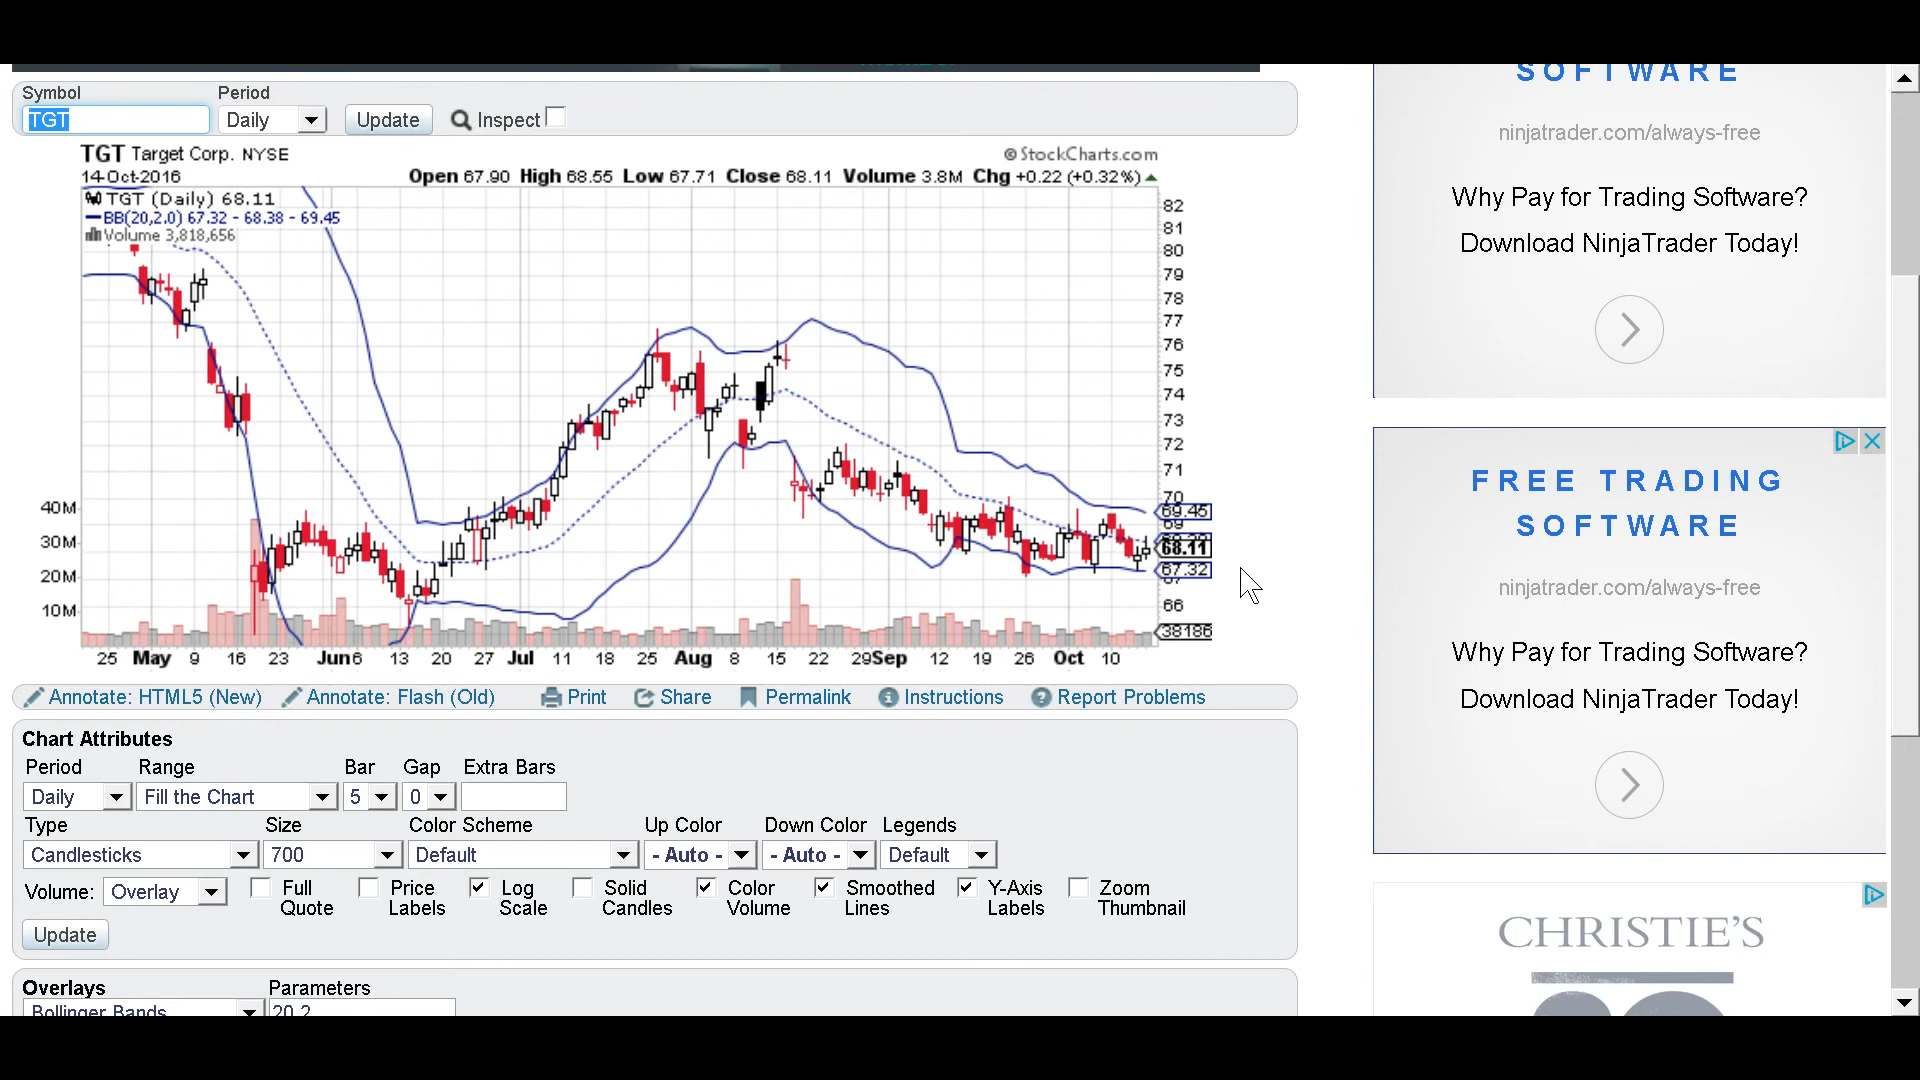 SOFTWARE
ninjatrader.com/always-free
Why Pay for Trading Software?
Download NinjaTrader Today!
Symbol Period
TGT Daily Update Inspect
TGT Target Corp. NYSE © StockCharts.com
14-Oct-2016 Open 67.90 High 68.55 Low 67.71 Close 68.11 Volume 3.8M Chg +0.22 (+0.32%)
TGT (Daily) 68.11
BB(20,2.0) 67.32 - 68.38 - 69.45
Volume 3,818,656
82
81
80
79
78
77
76
75
74
73
72
71
70
69.45
69
68.11
67.32
66
38186
40M
30M
20M
10M
25 May 9 16 23 Jun 6 13 20 27 Jul 11 18 25 Aug 8 15 22 29 Sep 12 19 26 Oct 10
Annotate: HTML5 (New) Annotate: Flash (Old) Print Share Permalink Instructions Report Problems
Chart Attributes
Period Range Bar Gap Extra Bars
Daily Fill the Chart 5 0
Type Size Color Scheme Up Color Down Color Legends
Candlesticks 700 Default - Auto - - Auto - Default
Volume: Overlay Full Quote Price Labels Log Scale Solid Candles Color Volume Smoothed Lines Y-Axis Labels Zoom Thumbnail
Update
Overlays Parameters
Bollinger Bands 20,2
FREE TRADING
SOFTWARE
ninjatrader.com/always-free
Why Pay for Trading Software?
Download NinjaTrader Today!
CHRISTIE'S